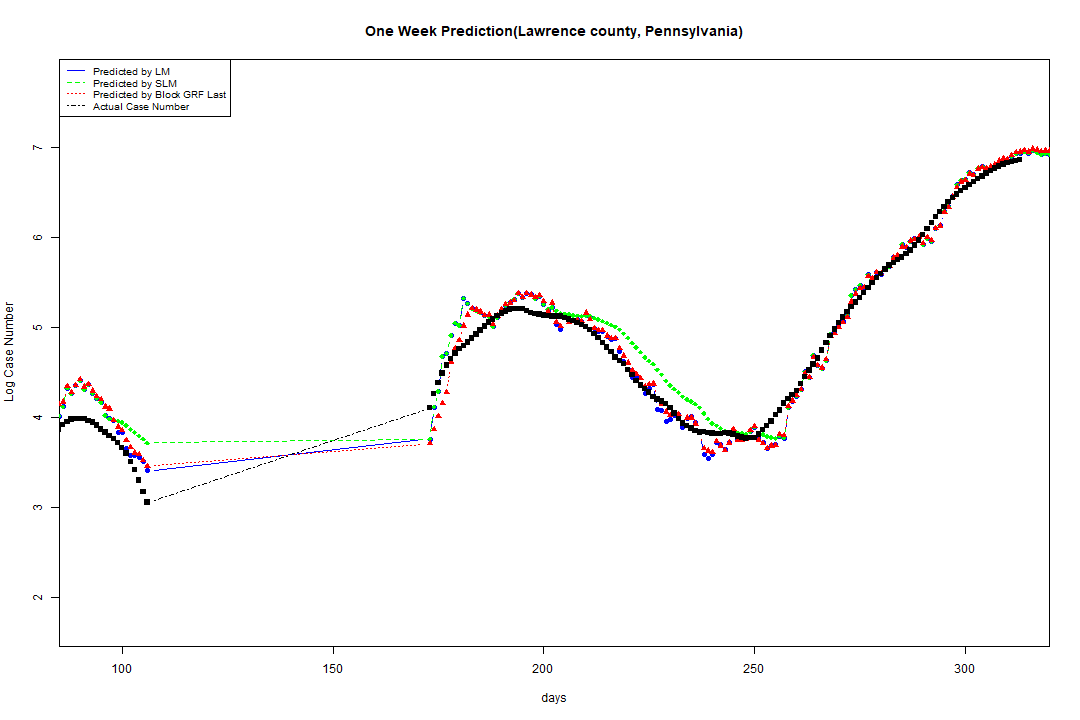 One Week Prediction(Lawrence county, Pennsylvania)
Predicted by LM
Predicted by SLM
Predicted by Block GRF Last
Actual Case Number
Log Case Number
7
6
5
4
3
2
100 150 200 250 300
days